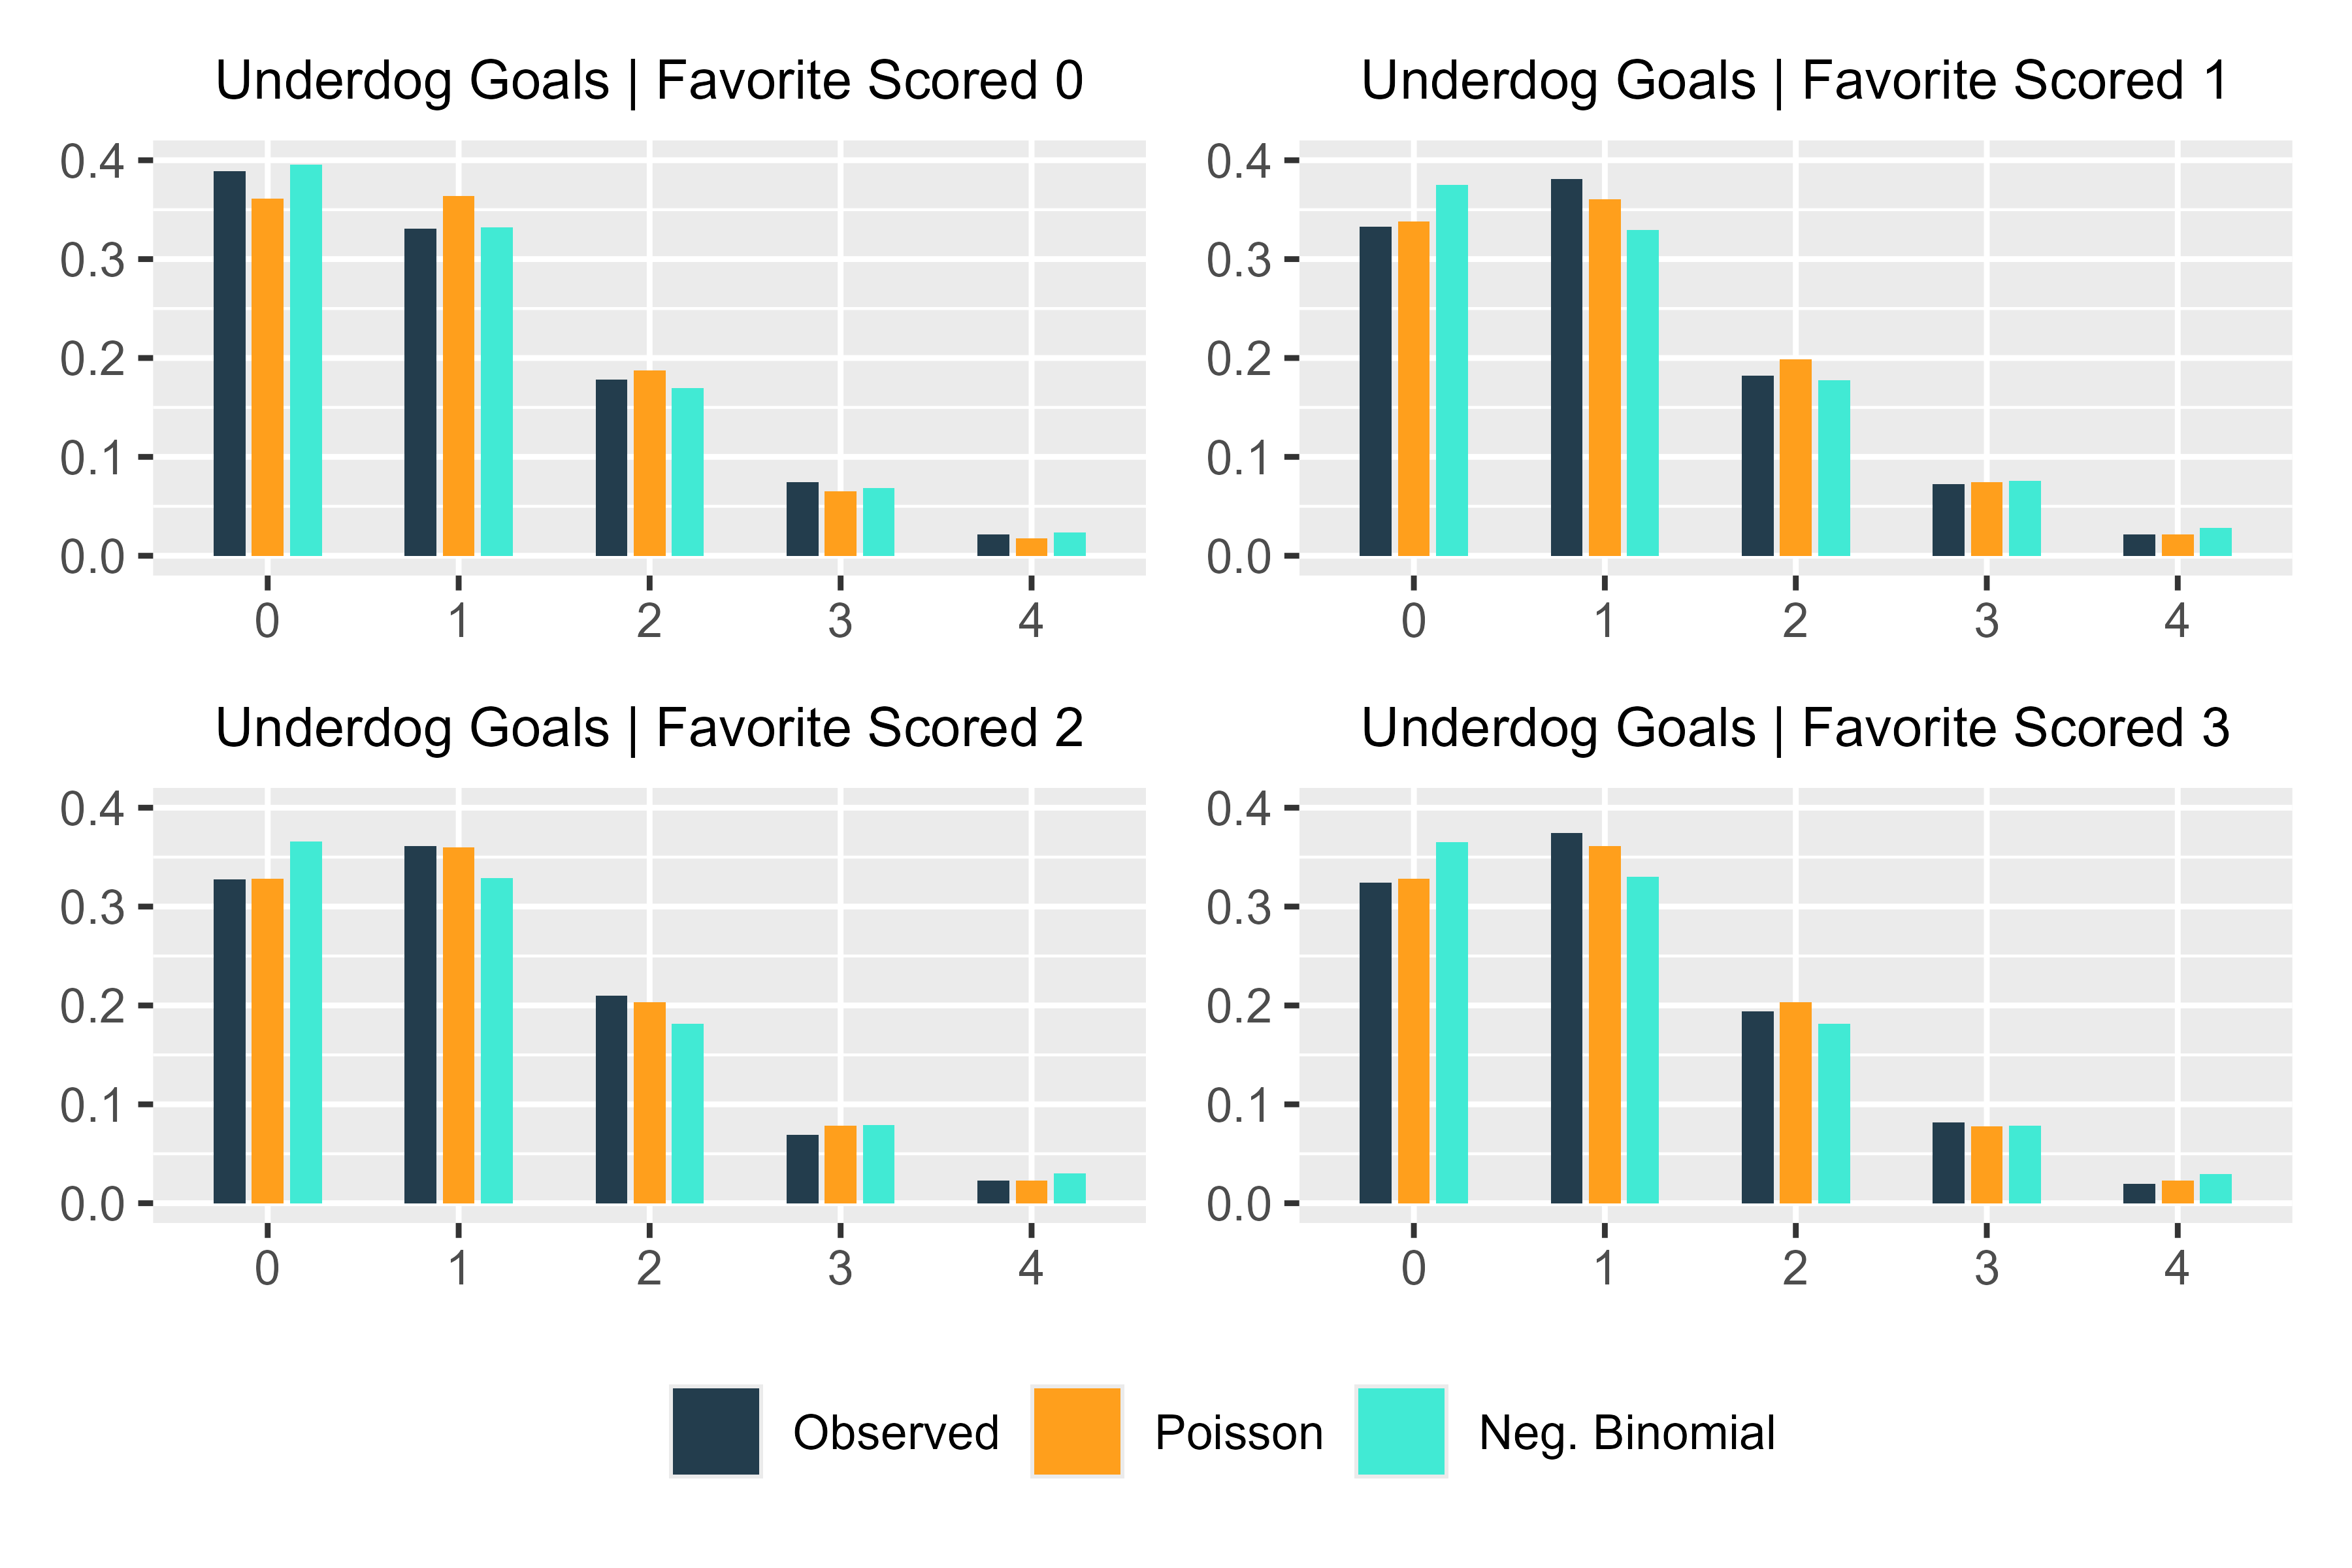 Underdog Goals | Favorite Scored 0
0.4
0.3
0.2
0.1
0.0
0 1 2 3 4
Underdog Goals | Favorite Scored 1
0.4
0.3
0.2
0.1
0.0
0 1 2 3 4
Underdog Goals | Favorite Scored 2
0.4
0.3
0.2
0.1
0.0
0 1 2 3 4
Underdog Goals | Favorite Scored 3
0.4
0.3
0.2
0.1
0.0
0 1 2 3 4
Observed Poisson Neg. Binomial